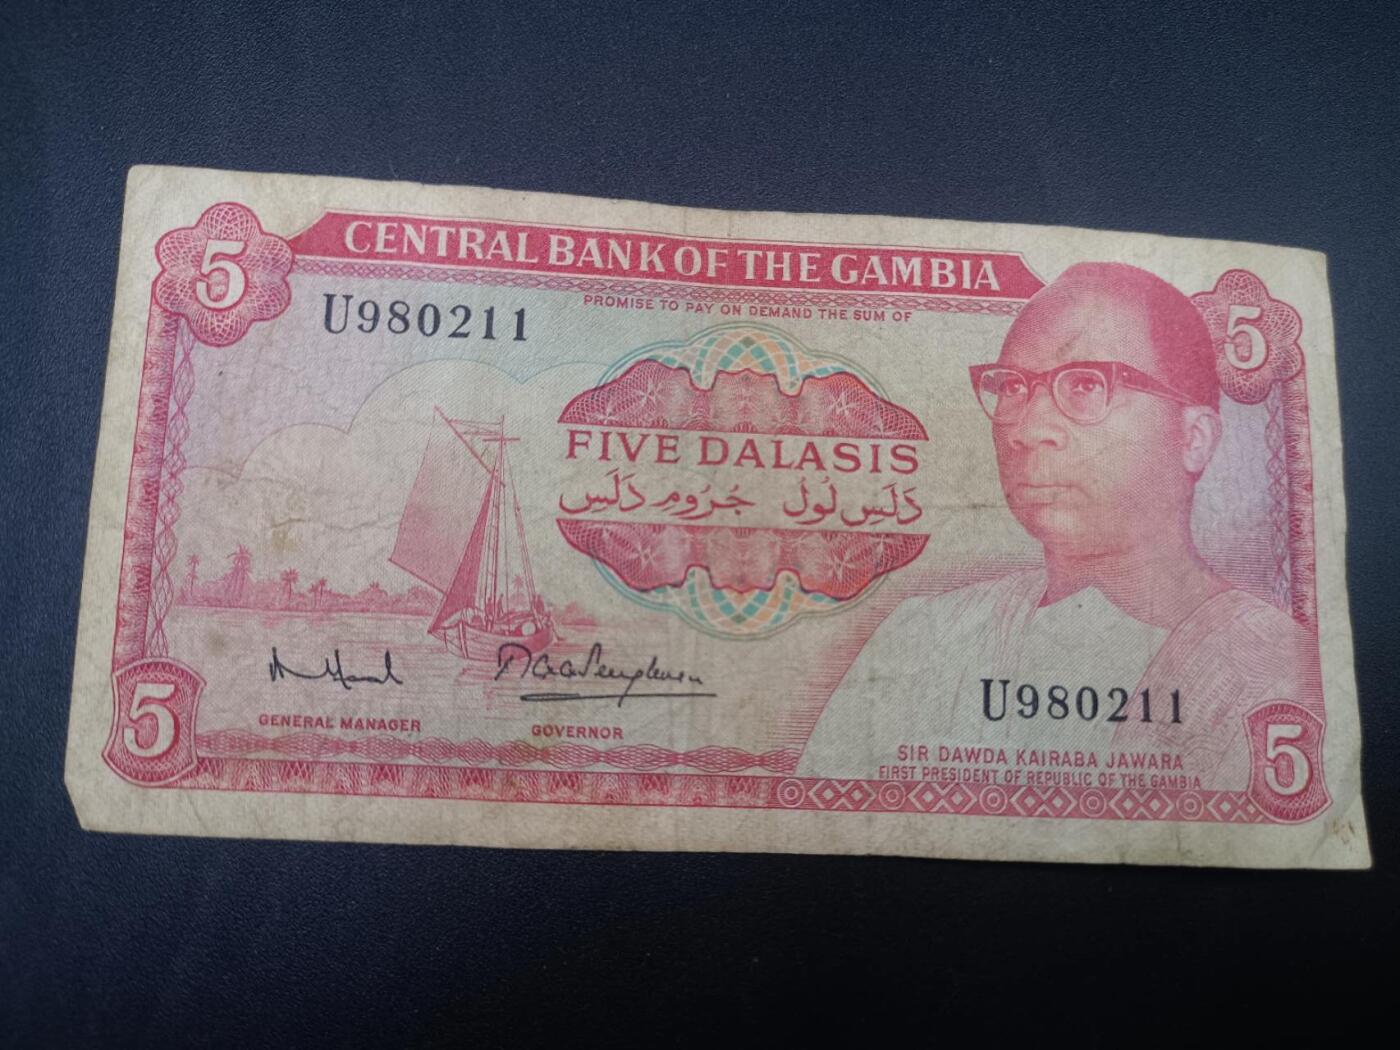 5
CENTRAL BANK OF THE GAMBIA
5
U980211
PROMISE TO PAY ON DEMAND THE SUM OF
FIVE DALASIS
دَلَسِ لُولْ جُرُومِ دَلَسِ
GENERAL MANAGER
GOVERNOR
U980211
SIR DAWDA KAIRABA JAWARA
FIRST PRESIDENT OF REPUBLIC OF THE GAMBIA
5
5